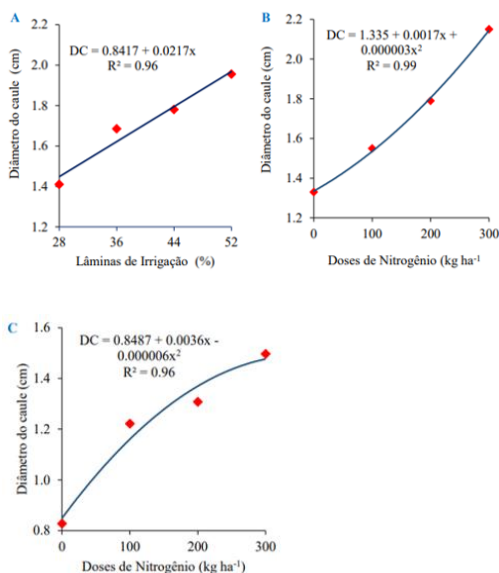 A
DC = 0.8417 + 0.0217x
R² = 0.96
Diâmetro do caule (cm)
2.2
2.0
1.8
1.6
1.4
1.2
28 36 44 52
Lâminas de Irrigação (%)
B
DC = 1.335 + 0.0017x +
0.000003x²
R² = 0.99
Diâmetro do caule (cm)
2.2
2.0
1.8
1.6
1.4
1.2
0 100 200 300
Doses de Nitrogênio (kg ha⁻¹
C
DC = 0.8487 + 0.0036x -
0.000006x²
R² = 0.96
Diâmetro do caule (cm)
1.6
1.4
1.2
1.0
0.8
0 100 200 300
Doses de Nitrogênio (kg ha⁻¹)